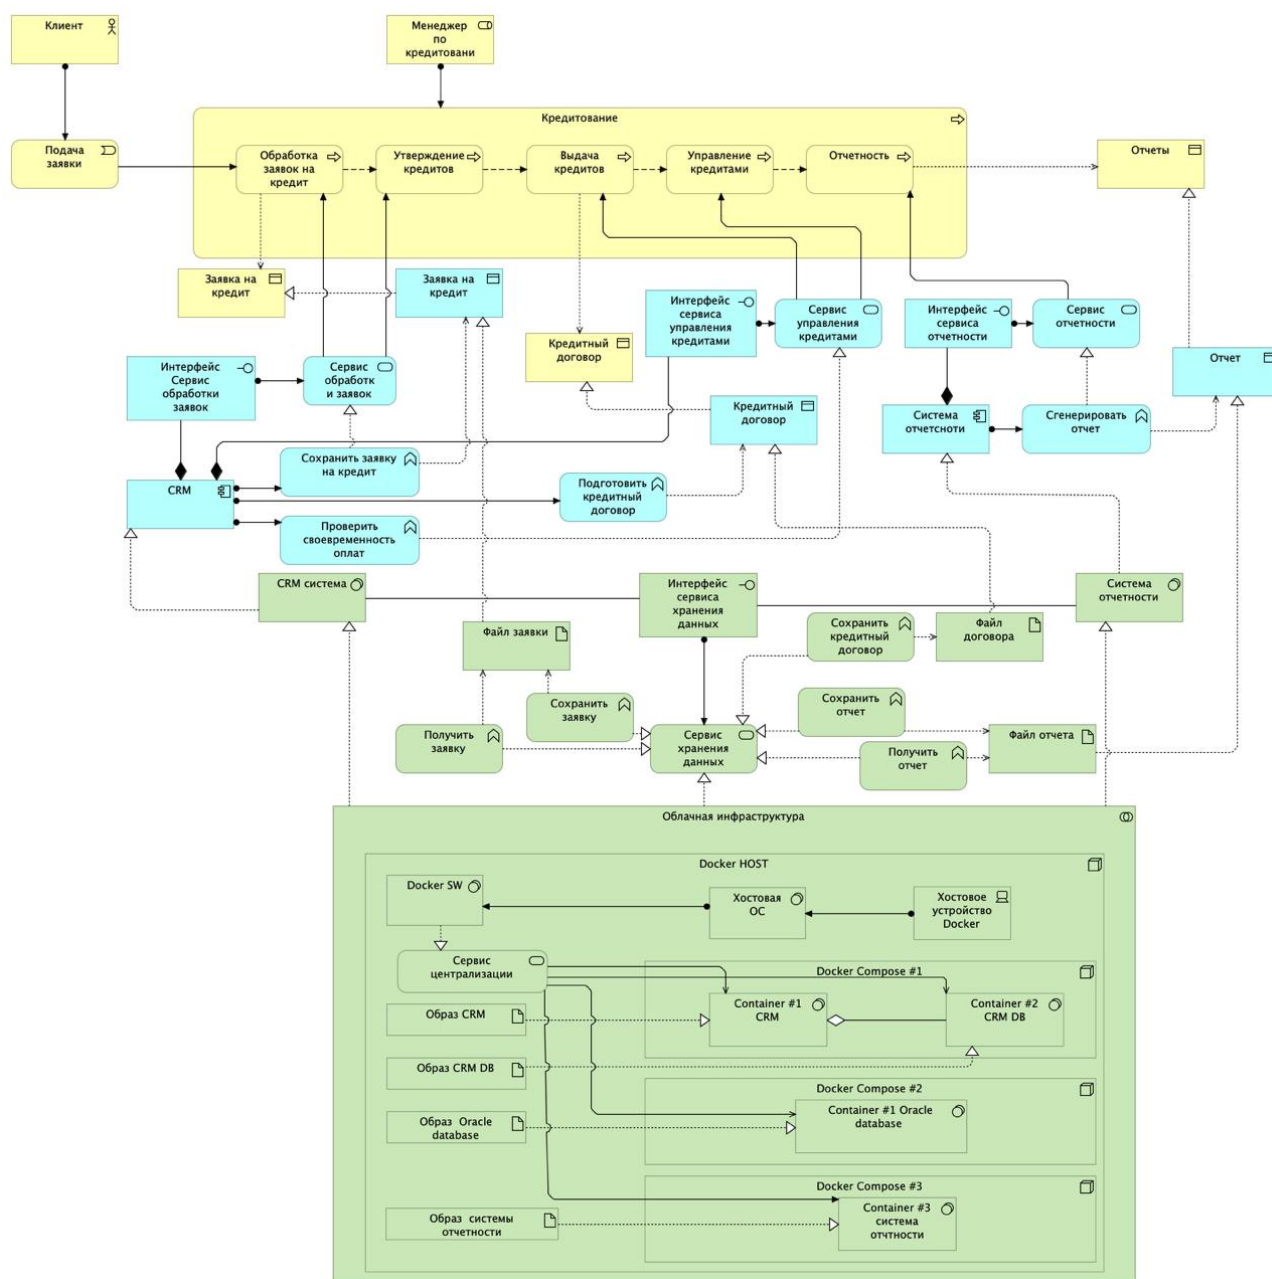 Клиент
Менеджер
по
кредитовани
Кредитование
Подача
заявки
Обработка
заявок на
кредит
Утверждение
кредитов
Выдача
кредитов
Управление
кредитами
Отчетность
Отчеты
Заявка на
кредит
Заявка на
кредит
Интерфейс
сервиса
управления
кредитами
Сервис
управления
кредитами
Интерфейс
сервиса
отчетности
Сервис
отчетности
Кредитный
договор
Отчет
Интерфейс
Сервис
обработки
заявок
Сервис
обработк
и заявок
Кредитный
договор
Система
отчетсноти
Сгенерировать
отчет
Сохранить заявку
на кредит
CRM
Подготовить
кредитный
договор
Проверить
своевременность
оплат
CRM система
Интерфейс
сервиса
хранения
данных
Система
отчетности
Файл заявки
Сохранить
кредитный
договор
Файл
договора
Сохранить
заявку
Сохранить
отчет
Получить
заявку
Сервис
хранения
данных
Получить
отчет
Файл отчета
Облачная инфраструктура
Docker HOST
Docker SW
Хостовая
ОС
Хостовое
устройство
Docker
Сервис
централизации
Docker Compose #1
Container #1
CRM
Container #2
CRM DB
Образ CRM
Образ CRM DB
Docker Compose #2
Container #1 Oracle
database
Образ Oracle
database
Docker Compose #3
Container #3
система
отчтности
Образ системы
отчетности